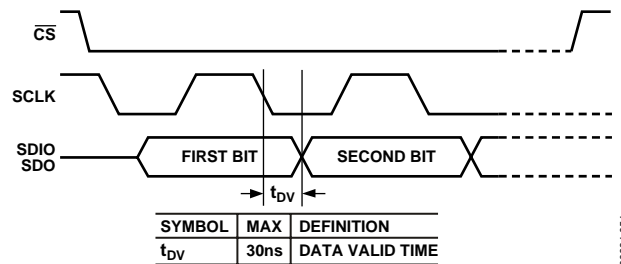 CS
SCLK
SDIO
SDO
FIRST BIT
SECOND BIT
tDV
SYMBOL MAX DEFINITION
tDV 30ns DATA VALID TIME